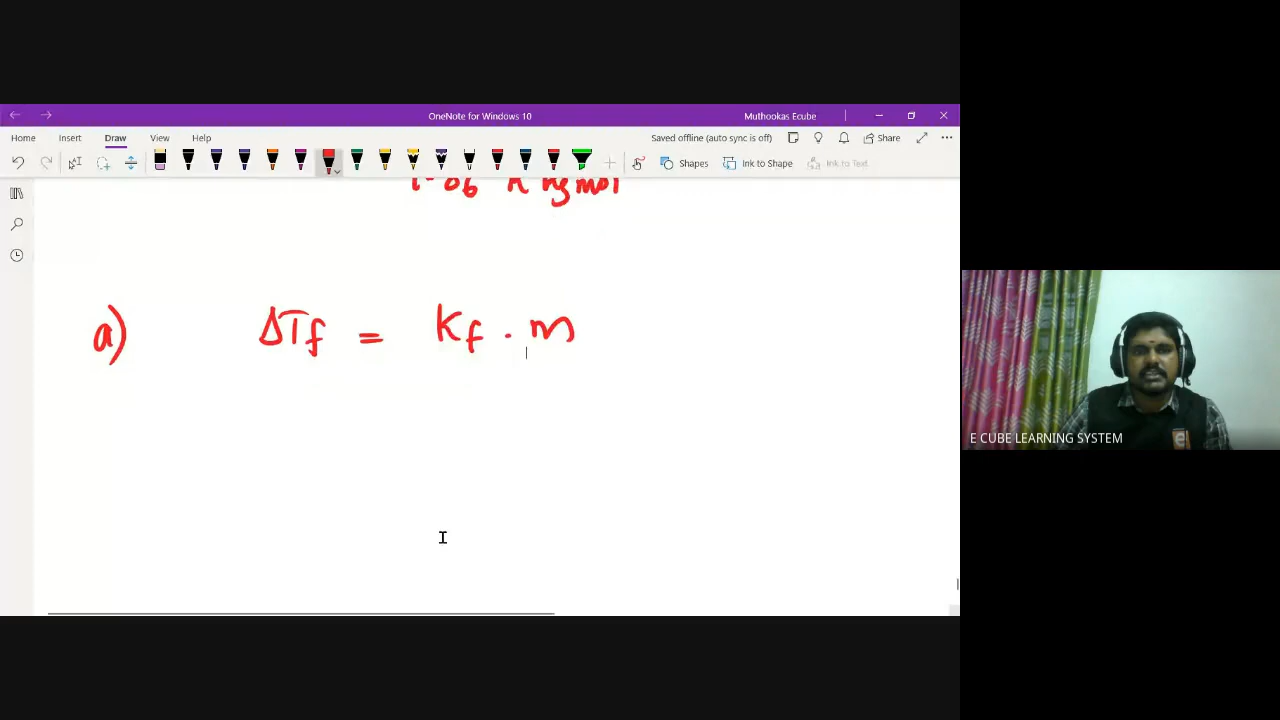 OneNote for Windows 10
Muthookas Ecube
Home Insert Draw View Help
Saved offline (auto sync is off)
Share
Shapes
Ink to Shape
Ink to Text
a) ΔTf = Kf . m
E CUBE LEARNING SYSTEM